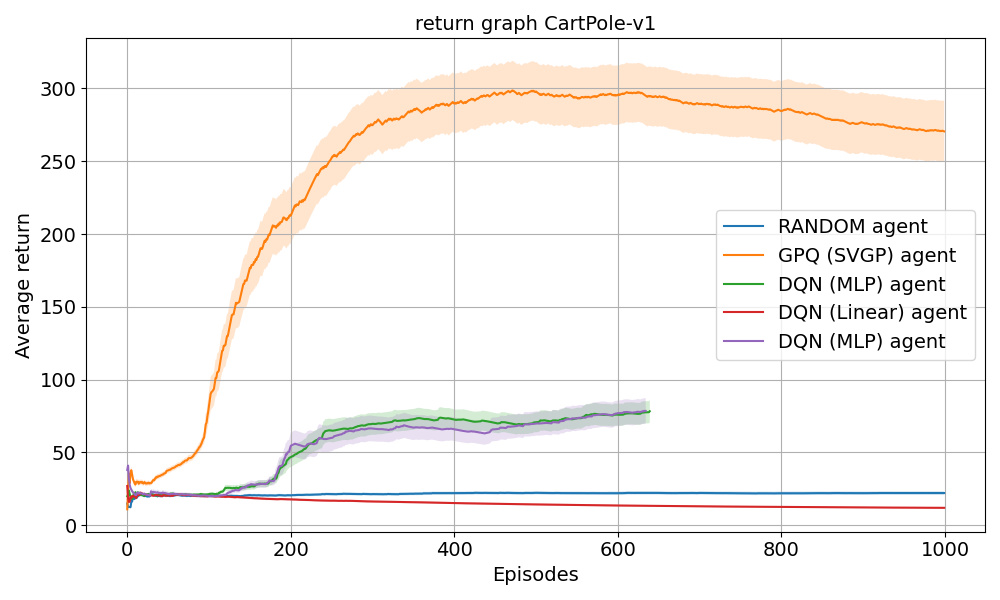 return graph CartPole-v1
Average return
300
250
200
150
100
50
0
RANDOM agent
GPQ (SVGP) agent
DQN (MLP) agent
DQN (Linear) agent
DQN (MLP) agent
0
200
400
600
800
1000
Episodes